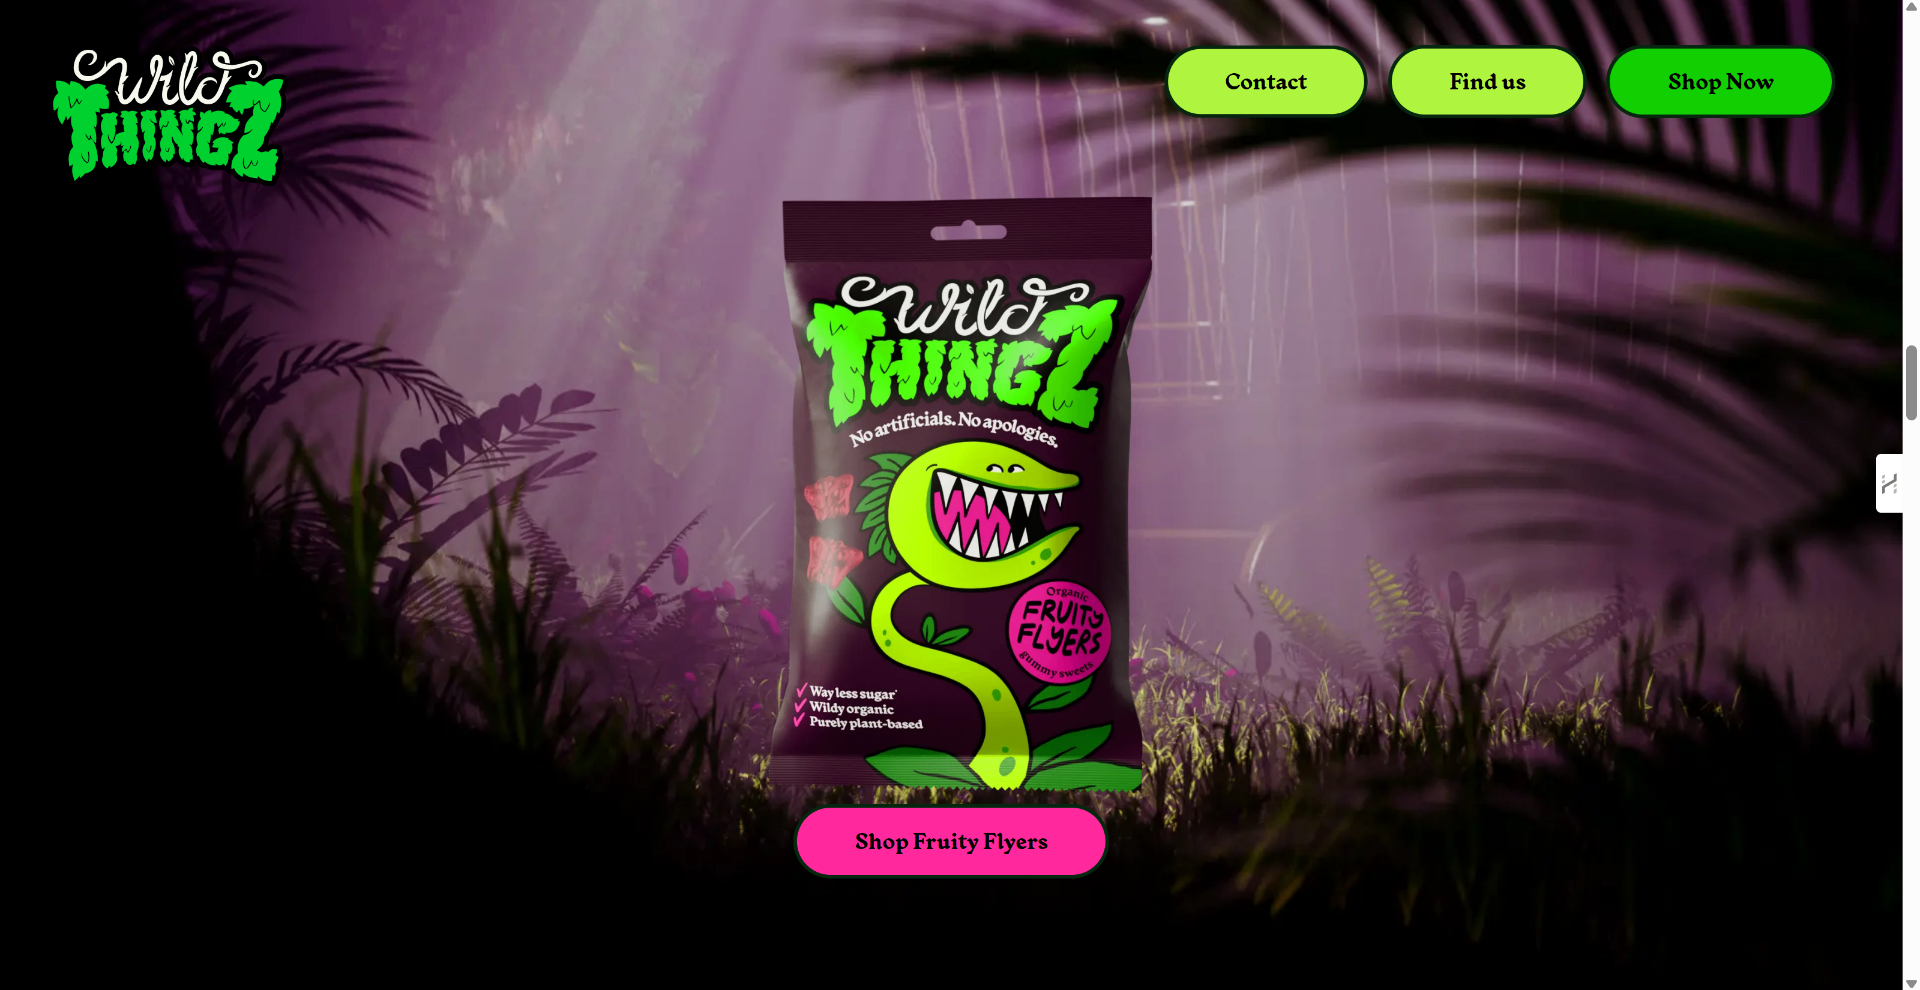 Wild
THINGZ
Contact
Find us
Shop Now
Wild
THINGZ
No artificials. No apologies.
Organic
FRUITY
FLYERS
gummy sweets
Way less sugar*
Wildy organic
Purely plant-based
Shop Fruity Flyers